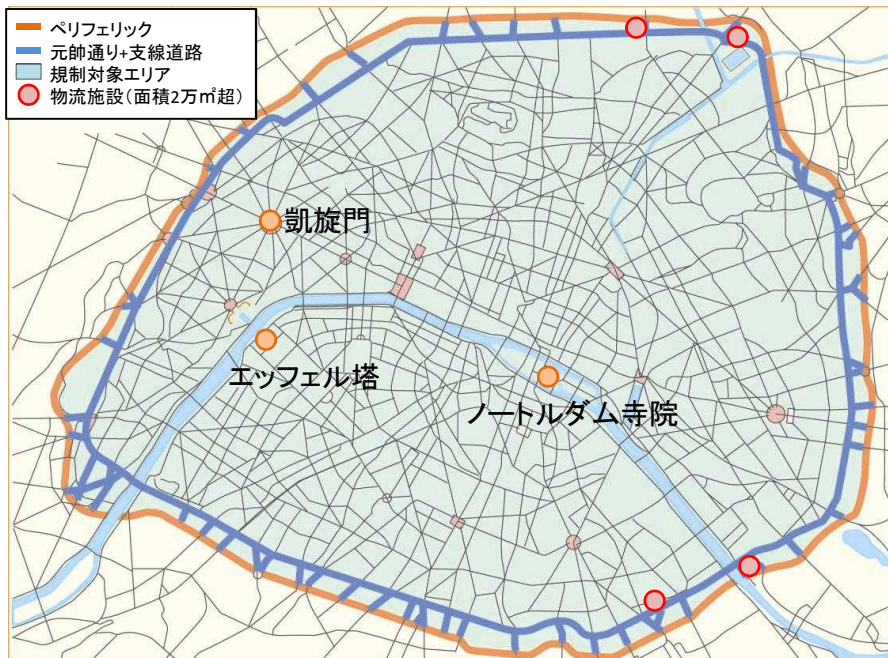 ペリフェリック
元帥通り+支線道路
規制対象エリア
物流施設(面積2万㎡超)
凱旋門
エッフェル塔
ノートルダム寺院